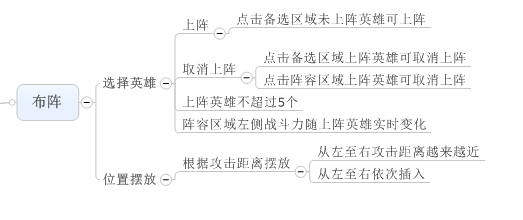 布阵
选择英雄
上阵
点击备选区域未上阵英雄可上阵
取消上阵
点击备选区域上阵英雄可取消上阵
点击阵容区域上阵英雄可取消上阵
上阵英雄不超过5个
阵容区域左侧战斗力随上阵英雄实时变化
位置摆放
根据攻击距离摆放
从左至右攻击距离越来越近
从左至右依次插入